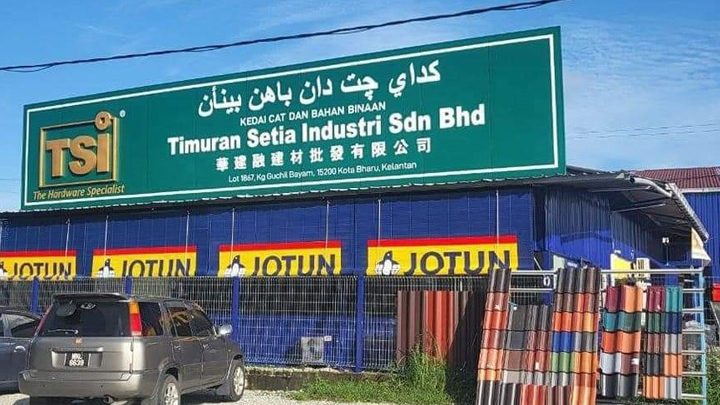 كداي چت دان باهن بينأن
KEDAI CAT DAN BAHAN BINAAN
TSi®
The Hardware Specialist
Timuran Setia Industri Sdn Bhd
華建融建材批發有限公司
Lot 1867, Kg Guchil Bayam, 15200 Kota Bharu, Kelantan
JOTUN
JOTUN
JOTUN
JOTUN